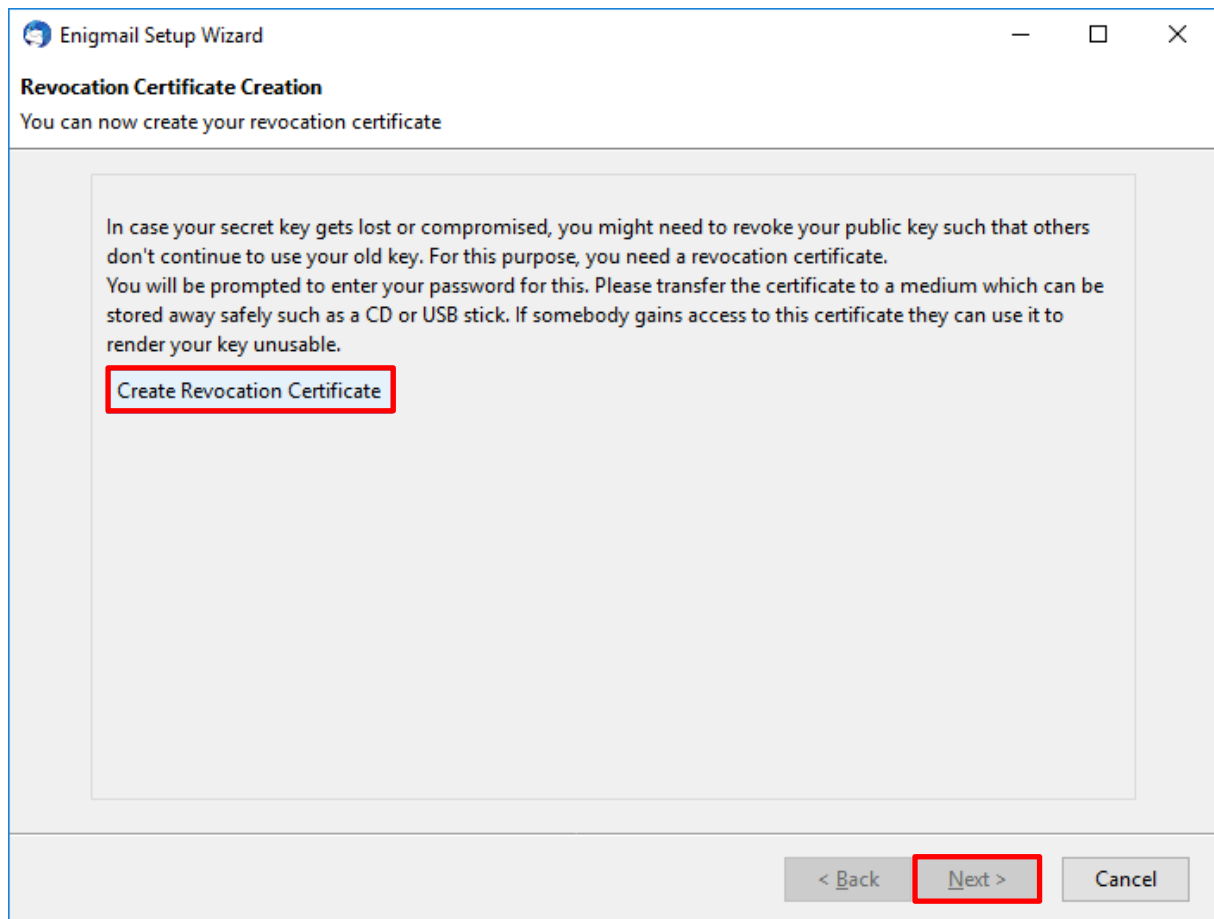 Enigmail Setup Wizard
Revocation Certificate Creation
You can now create your revocation certificate
In case your secret key gets lost or compromised, you might need to revoke your public key such that others
don't continue to use your old key. For this purpose, you need a revocation certificate.
You will be prompted to enter your password for this. Please transfer the certificate to a medium which can be
stored away safely such as a CD or USB stick. If somebody gains access to this certificate they can use it to
render your key unusable.
Create Revocation Certificate
< Back Next > Cancel